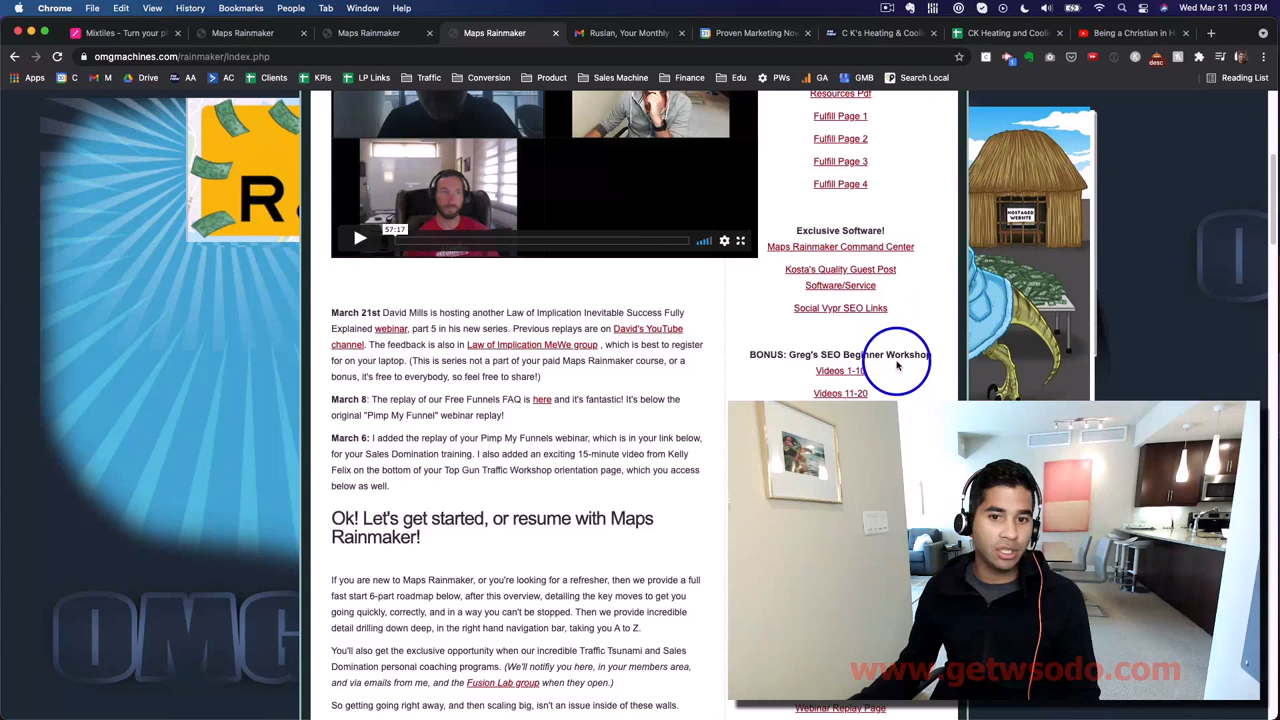 Chrome File Edit View History Bookmarks People Tab Window Help
Wed Mar 31 1:03 PM
Mixtiles - Turn your ph
Maps Rainmaker
Maps Rainmaker
Maps Rainmaker
Ruslan, Your Monthly
Proven Marketing Nov
C K's Heating & Coolin
CK Heating and Coolin
Being a Christian in H
omgmachines.com/rainmaker/index.php
Apps C M Drive AA AC Clients KPIs LP Links Traffic Conversion Product Sales Machine Finance Edu PWs GA GMB Search Local Reading List
Resources Pdf
Fulfill Page 1
Fulfill Page 2
Fulfill Page 3
Fulfill Page 4
57:17
Exclusive Software!
Maps Rainmaker Command Center
Kosta's Quality Guest Post
Software/Service
Social Vypr SEO Links
BONUS: Greg's SEO Beginner Workshop
Videos 1-10
Videos 11-20
HOSTAGED
WEBSITE
March 21st David Mills is hosting another Law of Implication Inevitable Success Fully
Explained webinar, part 5 in his new series. Previous replays are on David's YouTube
channel. The feedback is also in Law of Implication MeWe group , which is best to register
for on your laptop. (This is series not a part of your paid Maps Rainmaker course, or a
bonus, it's free to everybody, so feel free to share!)
March 8: The replay of our Free Funnels FAQ is here and it's fantastic! It's below the
original "Pimp My Funnel" webinar replay!
March 6: I added the replay of your Pimp My Funnels webinar, which is in your link below,
for your Sales Domination training. I also added an exciting 15-minute video from Kelly
Felix on the bottom of your Top Gun Traffic Workshop orientation page, which you access
below as well.
Ok! Let's get started, or resume with Maps
Rainmaker!
If you are new to Maps Rainmaker, or you're looking for a refresher, then we provide a full
fast start 6-part roadmap below, after this overview, detailing the key moves to get you
going quickly, correctly, and in a way you can't be stopped. Then we provide incredible
detail drilling down deep, in the right hand navigation bar, taking you A to Z.
You'll also get the exclusive opportunity when our incredible Traffic Tsunami and Sales
Domination personal coaching programs. (We'll notifiy you here, in your members area,
and via emails from me, and the Fusion Lab group when they open.)
So getting going right away, and then scaling big, isn't an issue inside of these walls.
www.getwsodo.com
Webinar Replay Page
OMG